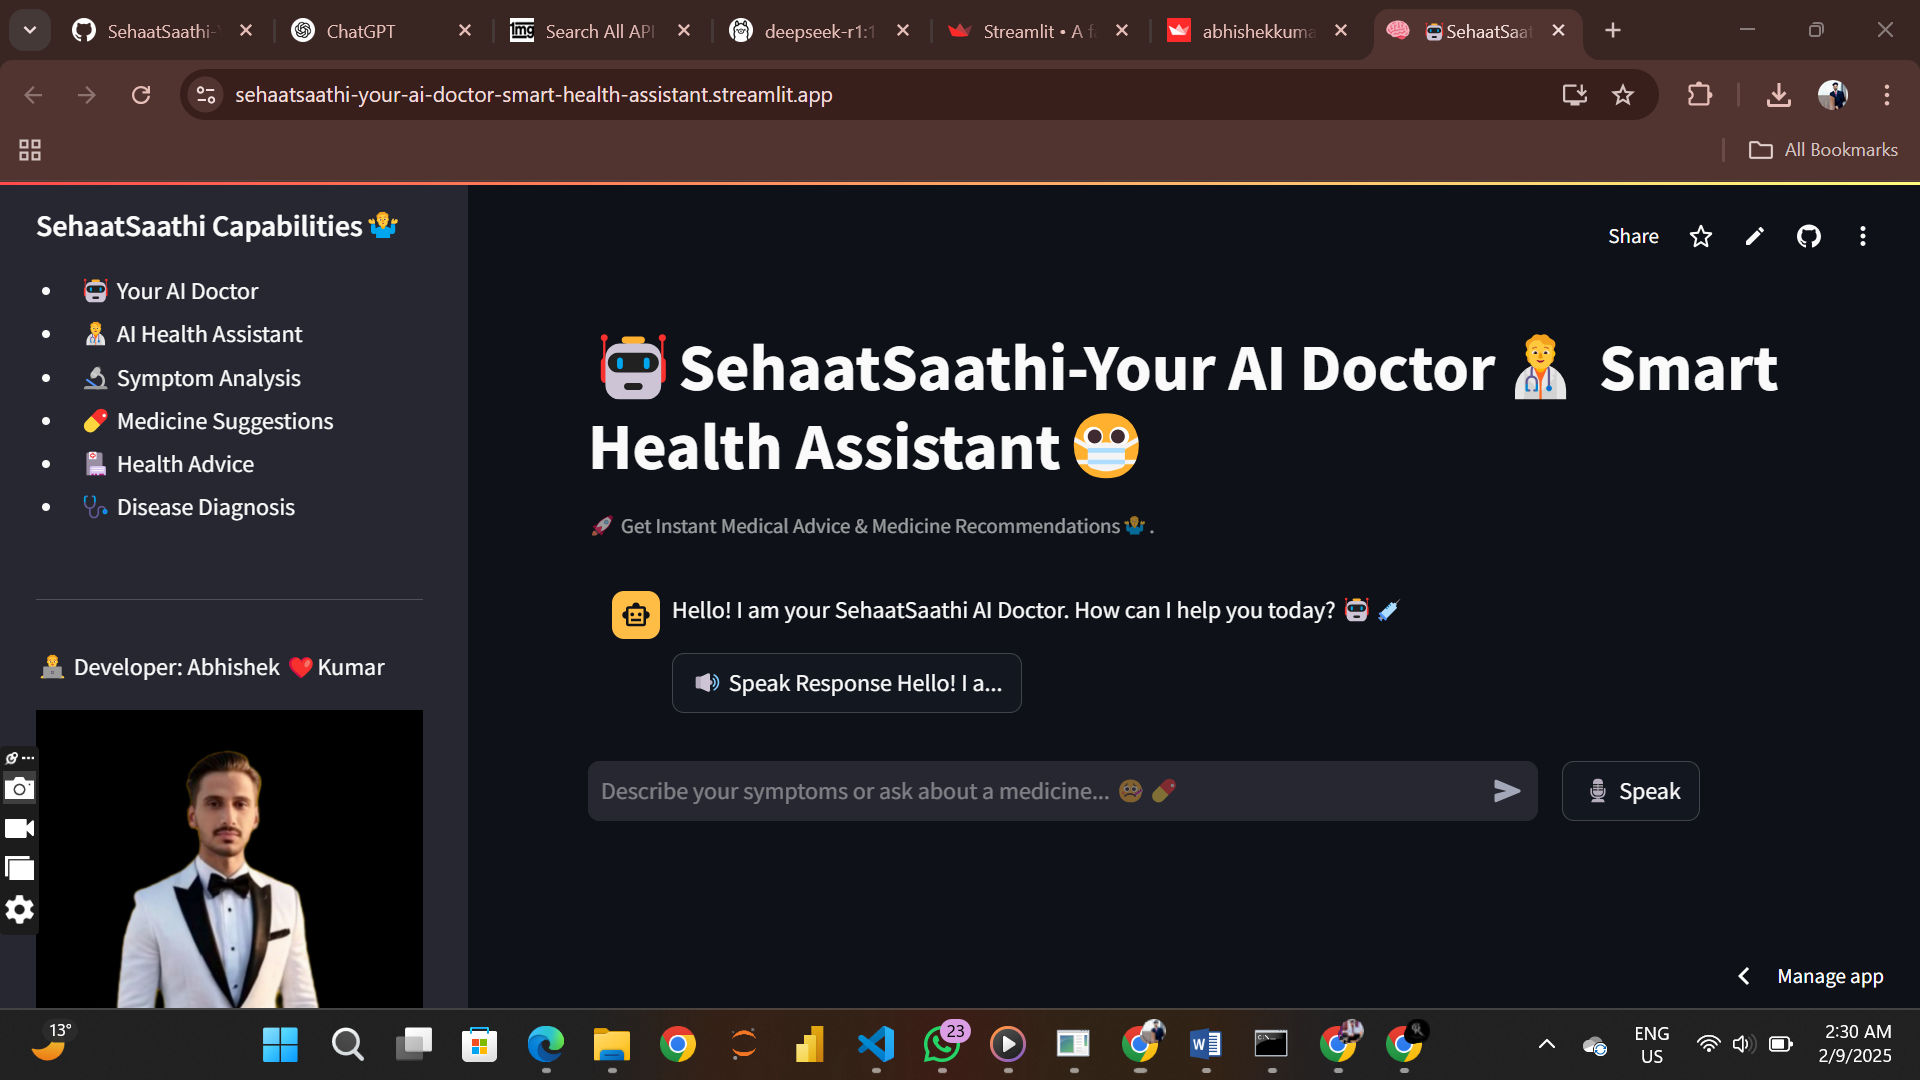 SehaatSaathi-Y
ChatGPT
1mg
Search All API
deepseek-r1:1
Streamlit • A fa
abhishekkuma
SehaatSaat
sehaatsaathi-your-ai-doctor-smart-health-assistant.streamlit.app
All Bookmarks
SehaatSaathi Capabilities 🤷‍♂️
• 🤖 Your AI Doctor
• 👨‍⚕️ AI Health Assistant
• 🔬 Symptom Analysis
• 💊 Medicine Suggestions
• 🏥 Health Advice
• 🩺 Disease Diagnosis
👨‍💻 Developer: Abhishek ❤️ Kumar
Share
🤖 SehaatSaathi-Your AI Doctor 👨‍⚕️ Smart
Health Assistant 😷
🚀 Get Instant Medical Advice & Medicine Recommendations 🤷‍♂️ .
Hello! I am your SehaatSaathi AI Doctor. How can I help you today? 🤖 💉
🔊 Speak Response Hello! I a...
Describe your symptoms or ask about a medicine... 🤒 💊
🎙️ Speak
Manage app
13°
23
ENG
US
2:30 AM
2/9/2025